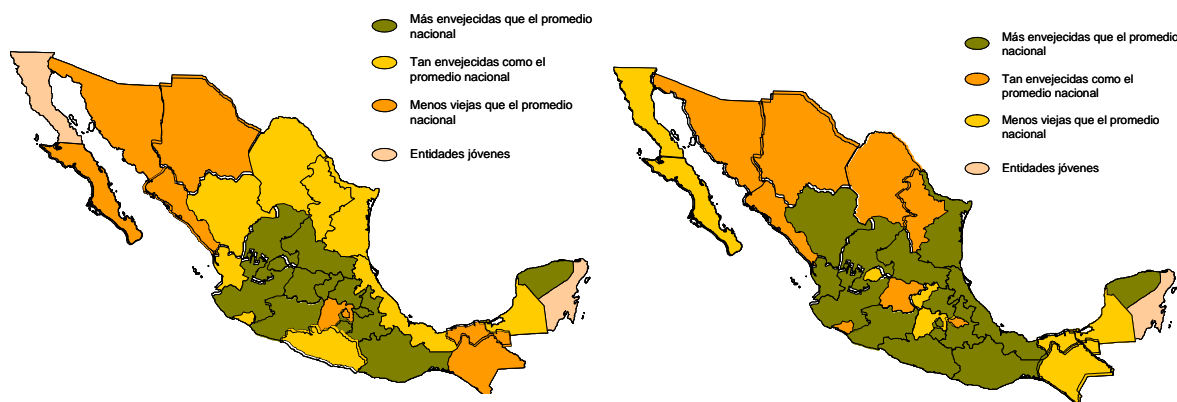 Más envejecidas que el promedio
nacional
Tan envejecidas como el
promedio nacional
Menos viejas que el promedio
nacional
Entidades jóvenes
Más envejecidas que el promedio
nacional
Tan envejecidas como el
promedio nacional
Menos viejas que el promedio
nacional
Entidades jóvenes